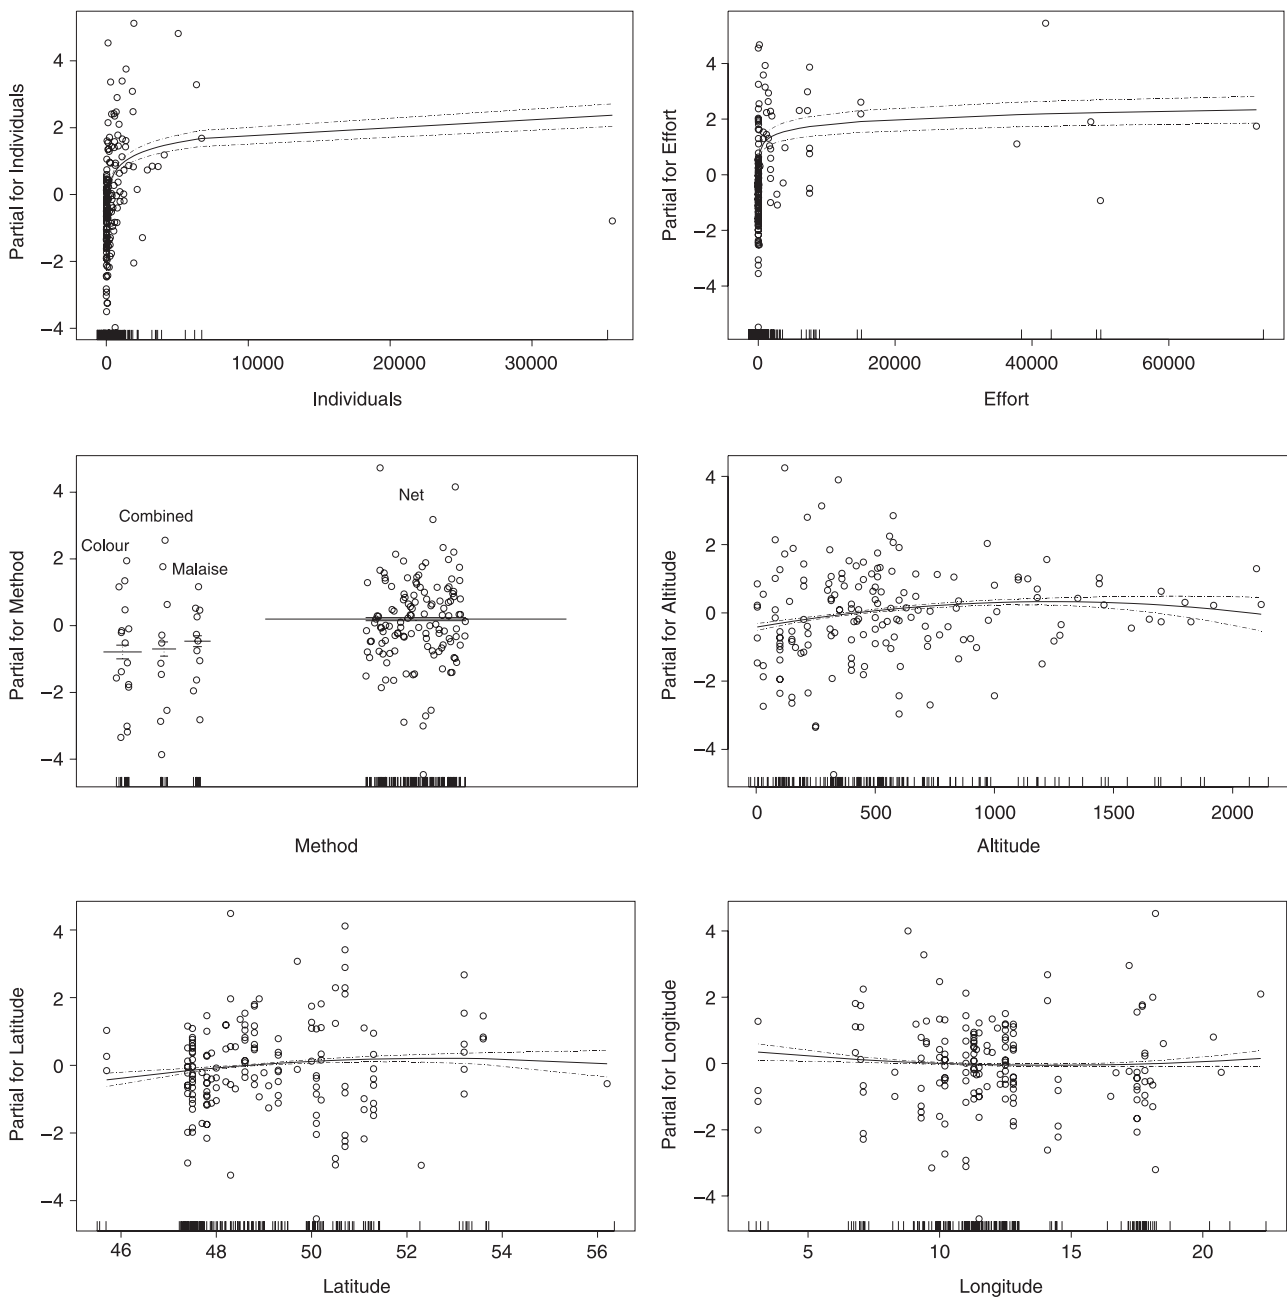 Partial for Individuals
4
2
0
−2
−4
0 10000 20000 30000
Individuals
Partial for Effort
4
2
0
−2
−4
0 20000 40000 60000
Effort
Partial for Method
4
2
0
−2
−4
Net
Combined
Colour
Malaise
Method
Partial for Altitude
4
2
0
−2
−4
0 500 1000 1500 2000
Altitude
Partial for Latitude
4
2
0
−2
−4
46 48 50 52 54 56
Latitude
Partial for Longitude
4
2
0
−2
−4
5 10 15 20
Longitude